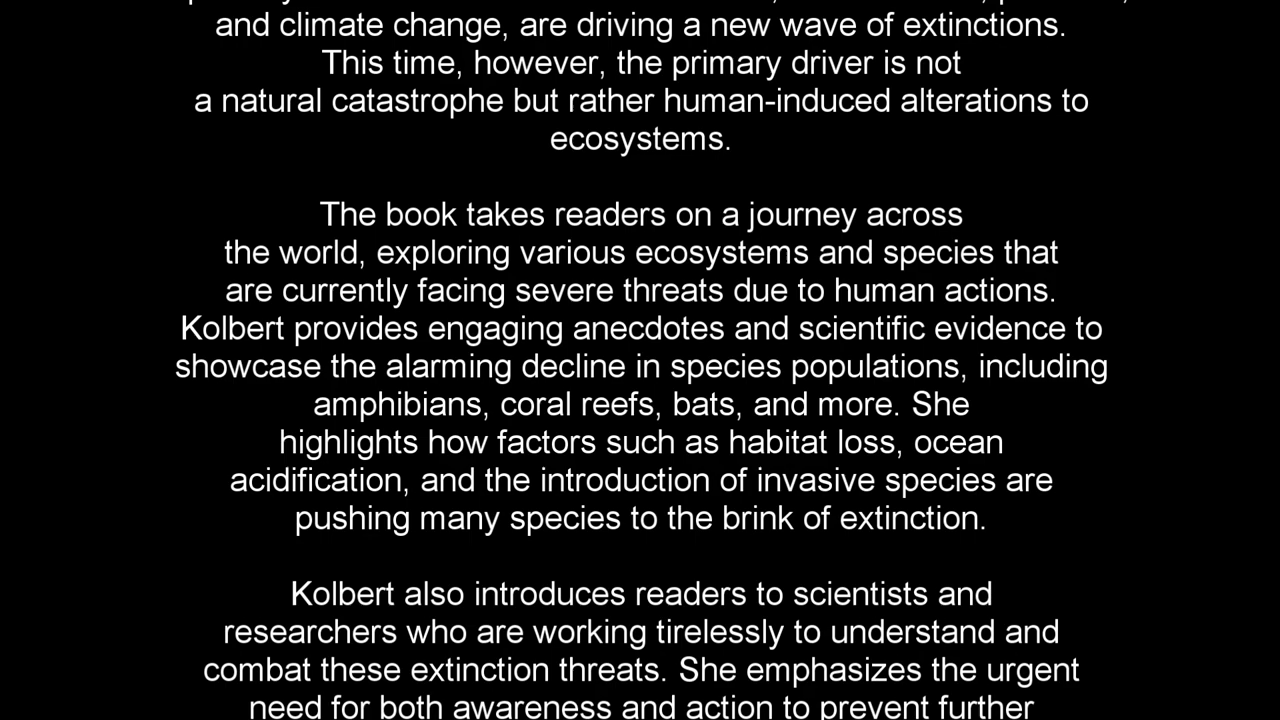 and climate change, are driving a new wave of extinctions.
This time, however, the primary driver is not
a natural catastrophe but rather human-induced alterations to
ecosystems.
The book takes readers on a journey across
the world, exploring various ecosystems and species that
are currently facing severe threats due to human actions.
Kolbert provides engaging anecdotes and scientific evidence to
showcase the alarming decline in species populations, including
amphibians, coral reefs, bats, and more. She
highlights how factors such as habitat loss, ocean
acidification, and the introduction of invasive species are
pushing many species to the brink of extinction.
Kolbert also introduces readers to scientists and
researchers who are working tirelessly to understand and
combat these extinction threats. She emphasizes the urgent
need for both awareness and action to prevent further